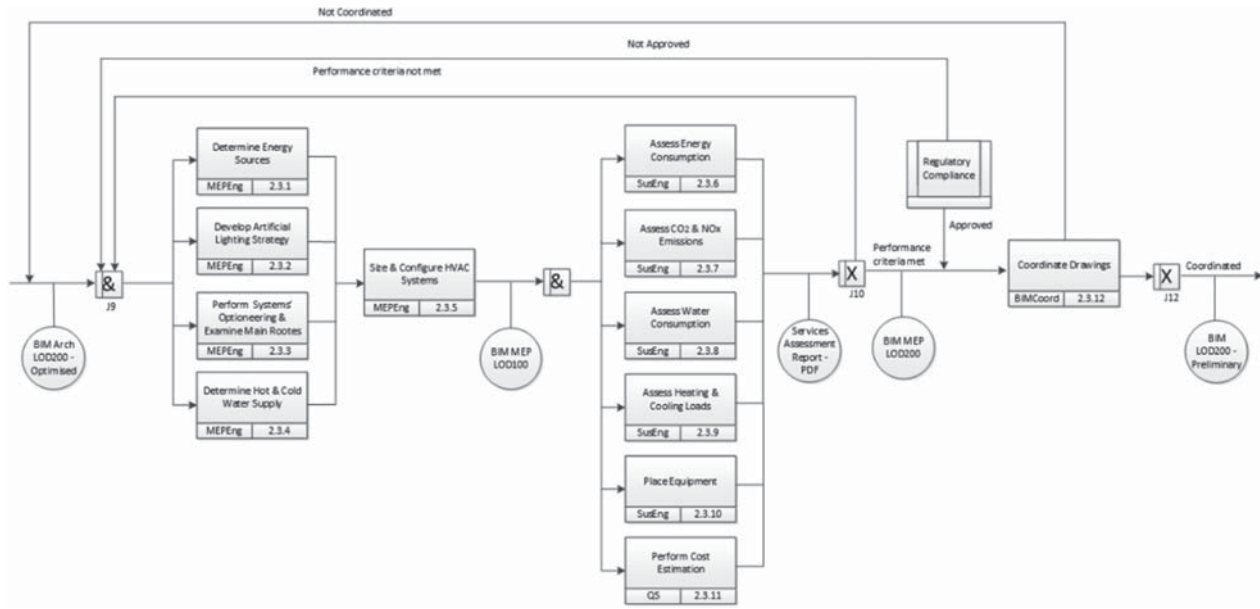 Not Coordinated
Not Approved
Performance criteria not met
&
J9
BIM Arch
LOD200 -
Optimised
Determine Energy
Sources
MEPEng 2.3.1
Develop Artificial
Lighting Strategy
MEPEng 2.3.2
Perform Systems'
Optioneering &
Examine Main Rootes
MEPEng 2.3.3
Determine Hot & Cold
Water Supply
MEPEng 2.3.4
Size & Configure HVAC
Systems
MEPEng 2.3.5
BIM MEP
LOD100
&
Assess Energy
Consumption
SusEng 2.3.6
Assess CO2 & NOx
Emissions
SusEng 2.3.7
Assess Water
Consumption
SusEng 2.3.8
Assess Heating &
Cooling Loads
SusEng 2.3.9
Place Equipment
SusEng 2.3.10
Perform Cost
Estimation
QS 2.3.11
Services
Assessment
Report -
PDF
X
J10
Performance
criteria met
BIM MEP
LOD200
Regulatory
Compliance
Approved
Coordinate Drawings
BIMCoord 2.3.12
X
J12
Coordinated
BIM
LOD200 -
Preliminary